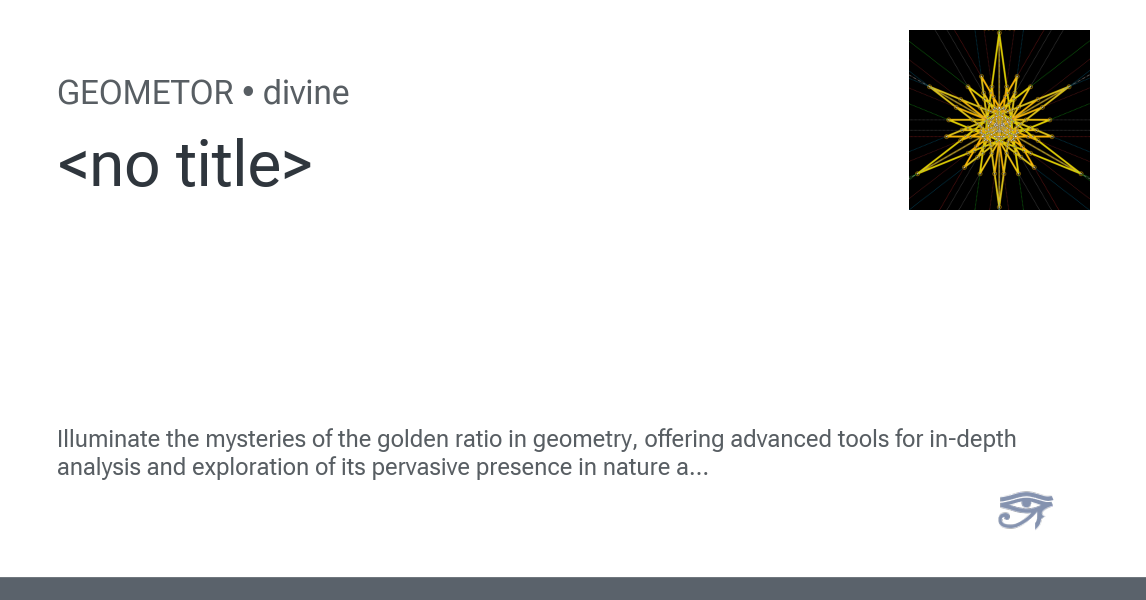 GEOMETOR • divine
<no title>
Illuminate the mysteries of the golden ratio in geometry, offering advanced tools for in-depth
analysis and exploration of its pervasive presence in nature a...